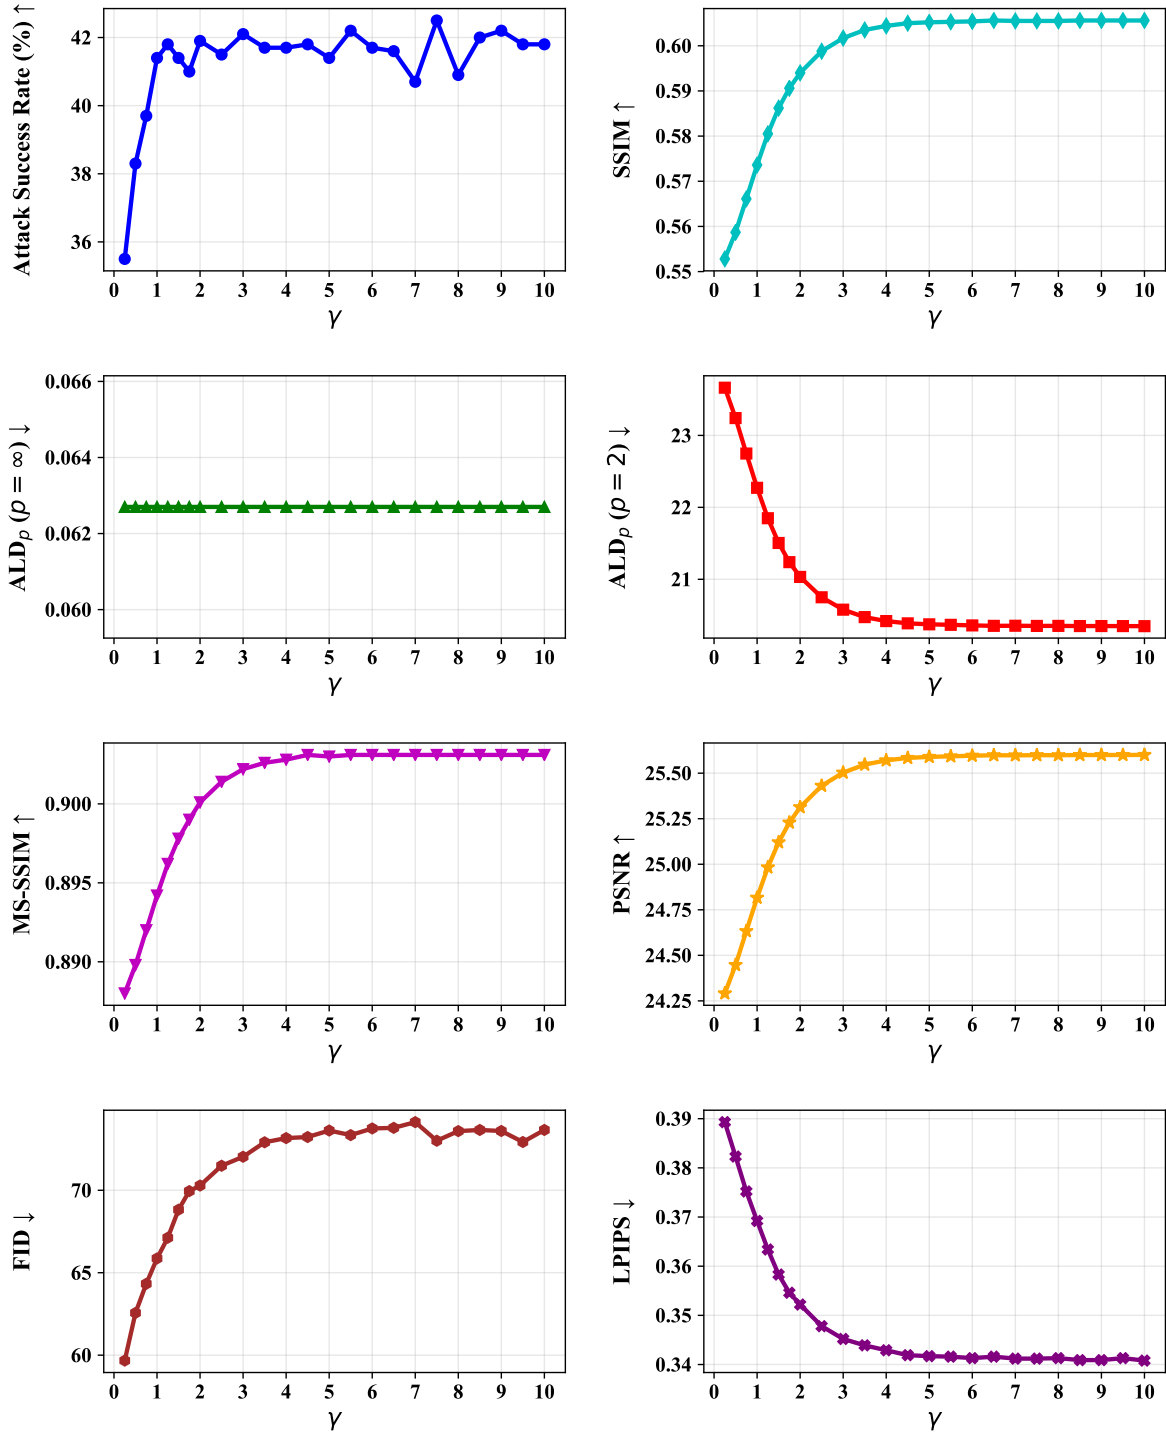 Attack Success Rate (%) ↑
42
40
38
36
0 1 2 3 4 5 6 7 8 9 10
γ
SSIM ↑
0.60
0.59
0.58
0.57
0.56
0.55
0 1 2 3 4 5 6 7 8 9 10
γ
ALDₚ (p = ∞) ↓
0.066
0.064
0.062
0.060
0 1 2 3 4 5 6 7 8 9 10
γ
ALDₚ (p = 2) ↓
23
22
21
0 1 2 3 4 5 6 7 8 9 10
γ
MS-SSIM ↑
0.900
0.895
0.890
0 1 2 3 4 5 6 7 8 9 10
γ
PSNR ↑
25.50
25.25
25.00
24.75
24.50
24.25
0 1 2 3 4 5 6 7 8 9 10
γ
FID ↓
70
65
60
0 1 2 3 4 5 6 7 8 9 10
γ
LPIPS ↓
0.39
0.38
0.37
0.36
0.35
0.34
0 1 2 3 4 5 6 7 8 9 10
γ